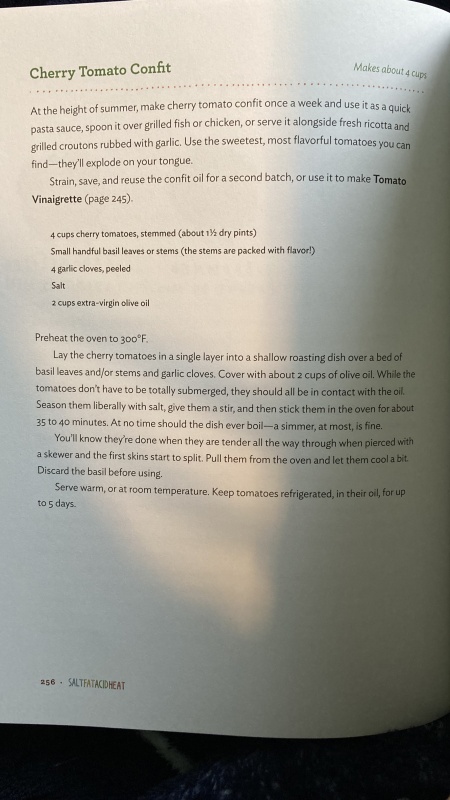 Cherry Tomato Confit
Makes about 4 cups
At the height of summer, make cherry tomato confit once a week and use it as a quick
pasta sauce, spoon it over grilled fish or chicken, or serve it alongside fresh ricotta and
grilled croutons rubbed with garlic. Use the sweetest, most flavorful tomatoes you can
find—they'll explode on your tongue.
Strain, save, and reuse the confit oil for a second batch, or use it to make Tomato
Vinaigrette (page 245).
4 cups cherry tomatoes, stemmed (about 1½ dry pints)
Small handful basil leaves or stems (the stems are packed with flavor!)
4 garlic cloves, peeled
Salt
2 cups extra-virgin olive oil
Preheat the oven to 300°F.
Lay the cherry tomatoes in a single layer into a shallow roasting dish over a bed of
basil leaves and/or stems and garlic cloves. Cover with about 2 cups of olive oil. While the
tomatoes don't have to be totally submerged, they should all be in contact with the oil.
Season them liberally with salt, give them a stir, and then stick them in the oven for about
35 to 40 minutes. At no time should the dish ever boil—a simmer, at most, is fine.
You'll know they're done when they are tender all the way through when pierced with
a skewer and the first skins start to split. Pull them from the oven and let them cool a bit.
Discard the basil before using.
Serve warm, or at room temperature. Keep tomatoes refrigerated, in their oil, for up
to 5 days.
256 · SALTFATACIDHEAT